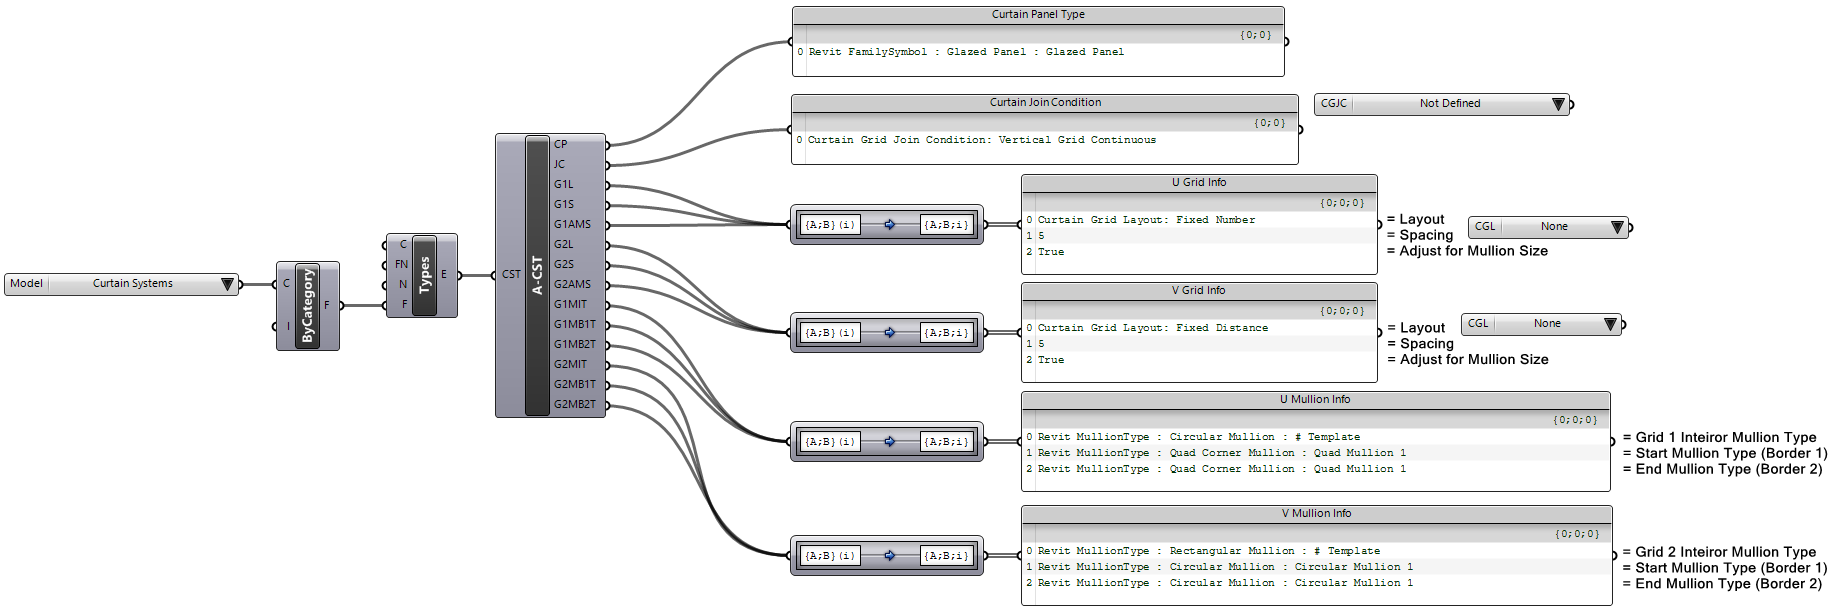 Model Curtain Systems
C
I
ByCategory
F
C
FN
N
F
Types
E
CST
A-CST
CP
JC
G1L
G1S
G1AMS
G2L
G2S
G2AMS
G1MIT
G1MB1T
G1MB2T
G2MIT
G2MB1T
G2MB2T
Curtain Panel Type
{0;0}
0 Revit FamilySymbol : Glazed Panel : Glazed Panel
Curtain Join Condition
{0;0}
0 Curtain Grid Join Condition: Vertical Grid Continuous
CGJC Not Defined
{A;B}(i) {A;B;i}
U Grid Info
{0;0;0}
0 Curtain Grid Layout: Fixed Number
1 5
2 True
= Layout
= Spacing
= Adjust for Mullion Size
CGL None
{A;B}(i) {A;B;i}
V Grid Info
{0;0;0}
0 Curtain Grid Layout: Fixed Distance
1 5
2 True
= Layout
= Spacing
= Adjust for Mullion Size
CGL None
{A;B}(i) {A;B;i}
U Mullion Info
{0;0;0}
0 Revit MullionType : Circular Mullion : # Template
1 Revit MullionType : Quad Corner Mullion : Quad Mullion 1
2 Revit MullionType : Quad Corner Mullion : Quad Mullion 1
= Grid 1 Inteiror Mullion Type
= Start Mullion Type (Border 1)
= End Mullion Type (Border 2)
{A;B}(i) {A;B;i}
V Mullion Info
{0;0;0}
0 Revit MullionType : Rectangular Mullion : # Template
1 Revit MullionType : Circular Mullion : Circular Mullion 1
2 Revit MullionType : Circular Mullion : Circular Mullion 1
= Grid 2 Inteiror Mullion Type
= Start Mullion Type (Border 1)
= End Mullion Type (Border 2)